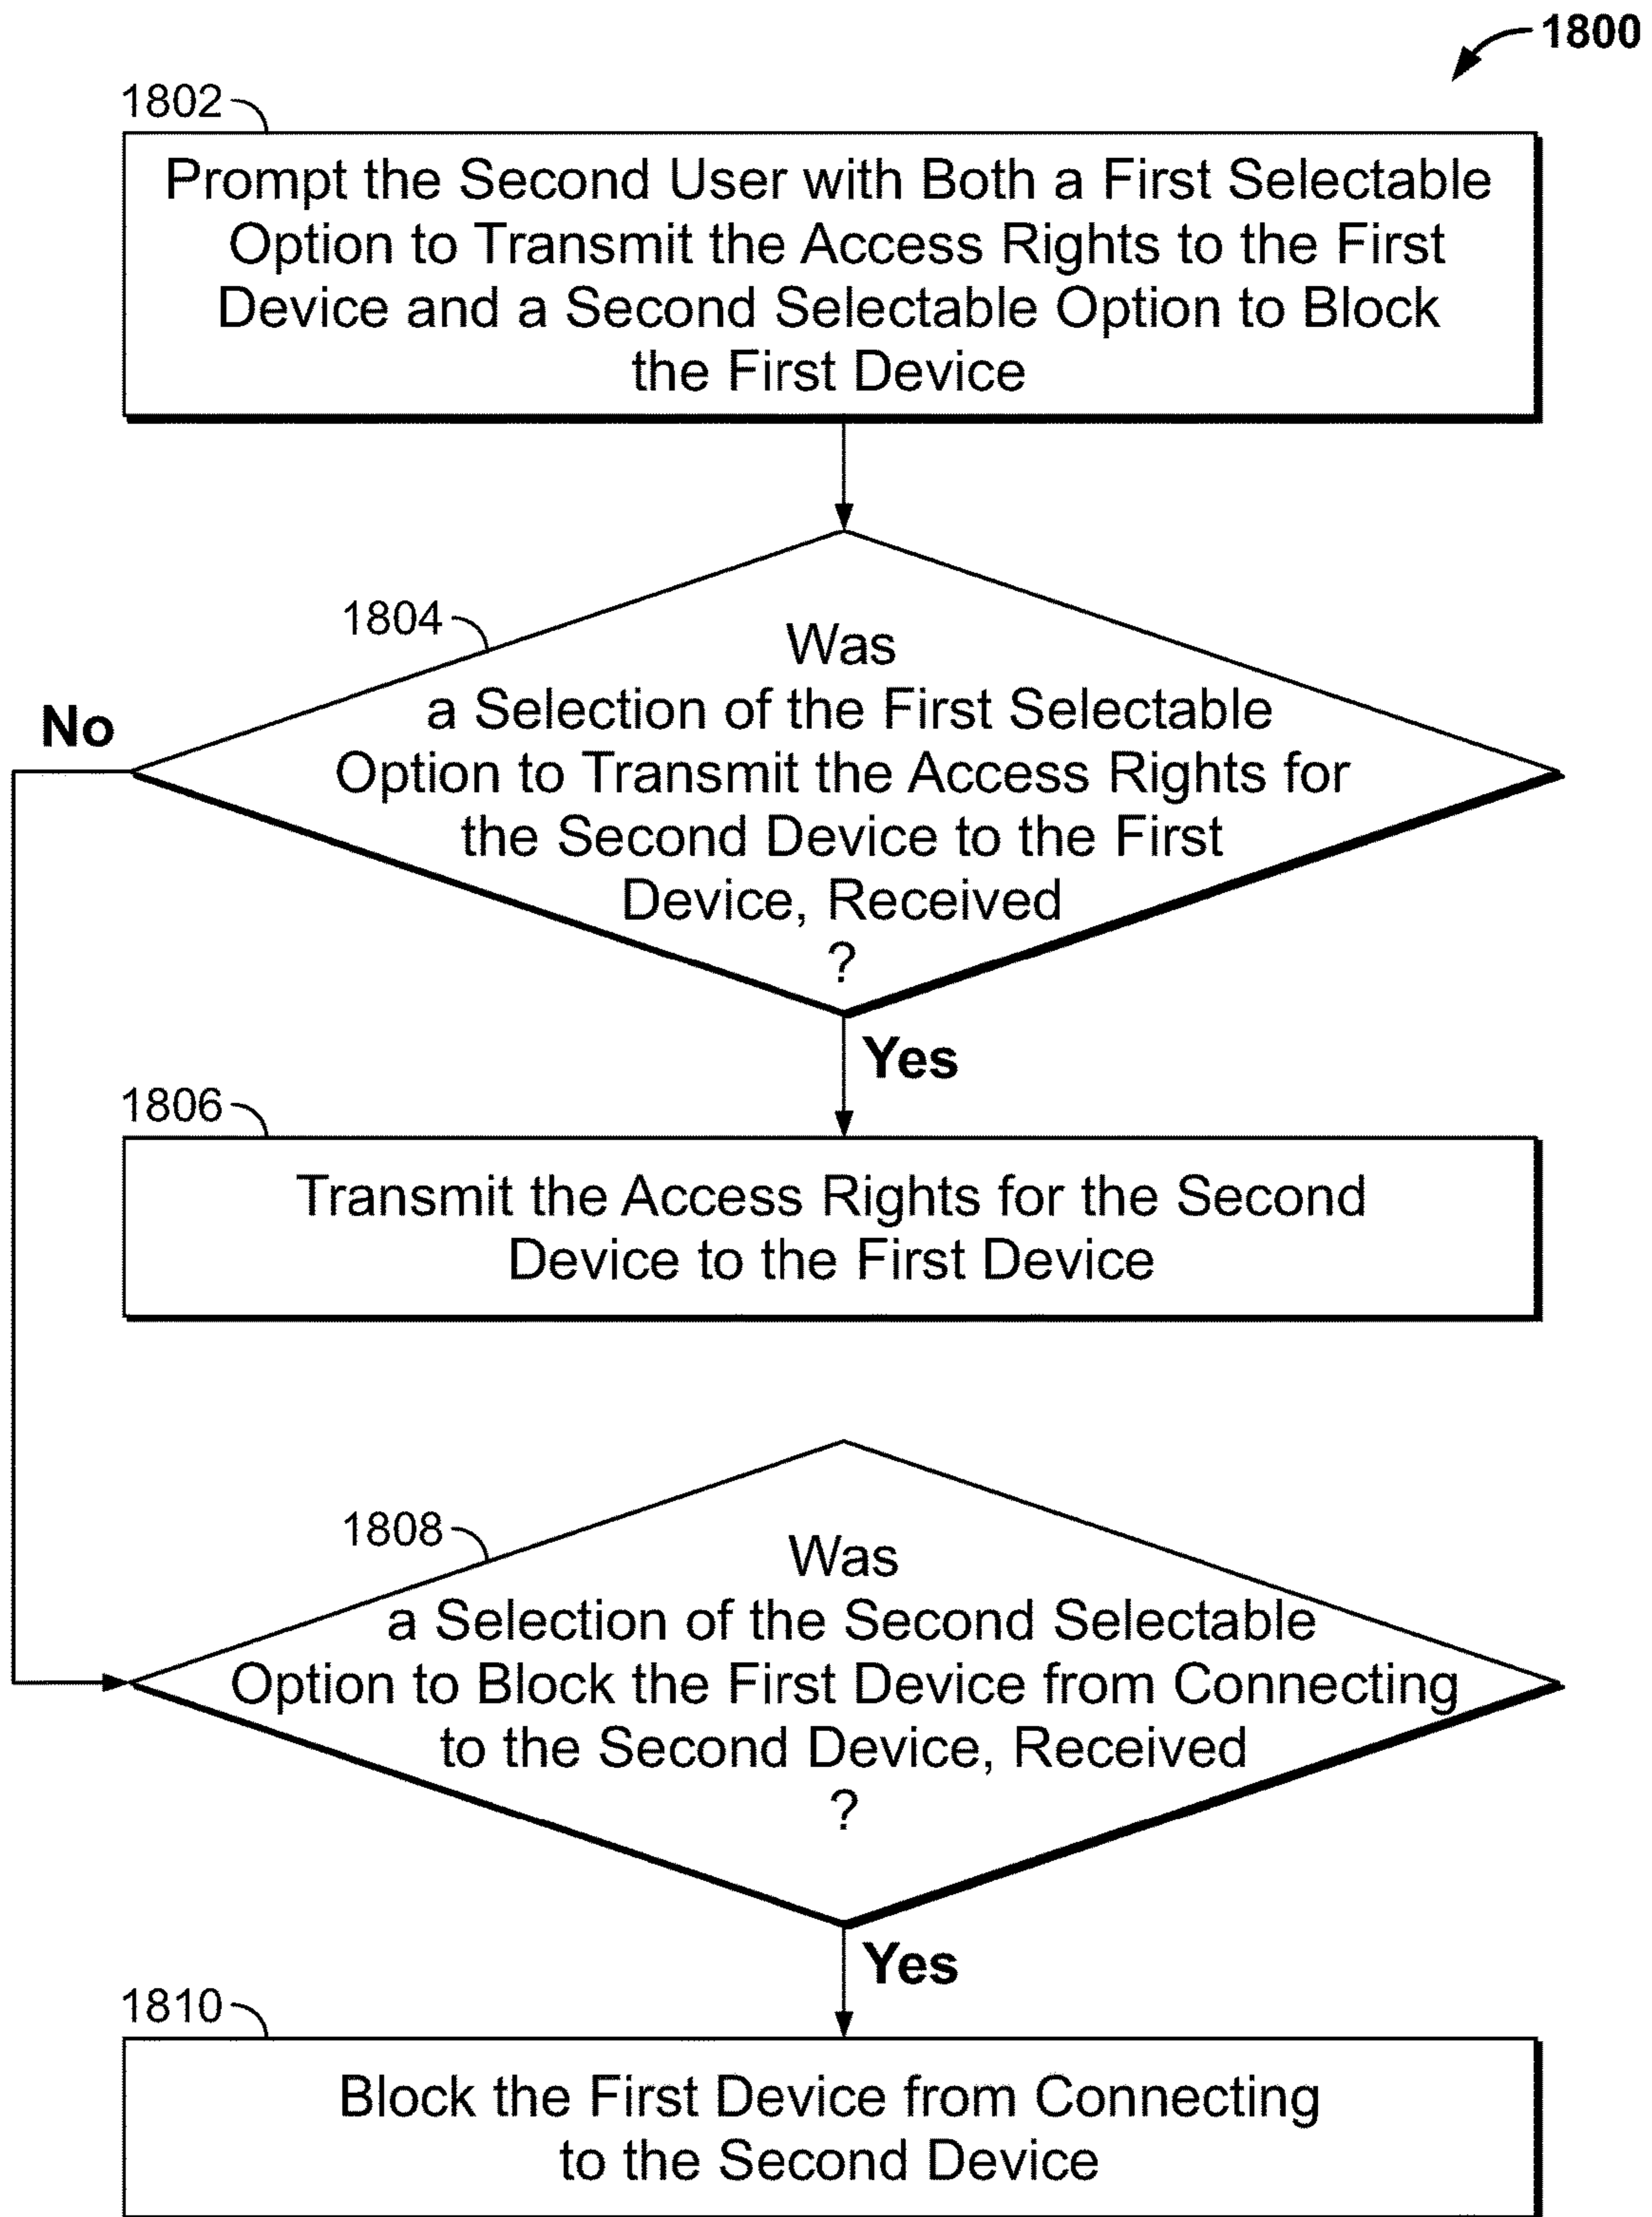 1800
1802
Prompt the Second User with Both a First Selectable
Option to Transmit the Access Rights to the First
Device and a Second Selectable Option to Block
the First Device
1804
Was
a Selection of the First Selectable
Option to Transmit the Access Rights for
the Second Device to the First
Device, Received
?
No
Yes
1806
Transmit the Access Rights for the Second
Device to the First Device
1808
Was
a Selection of the Second Selectable
Option to Block the First Device from Connecting
to the Second Device, Received
?
Yes
1810
Block the First Device from Connecting
to the Second Device